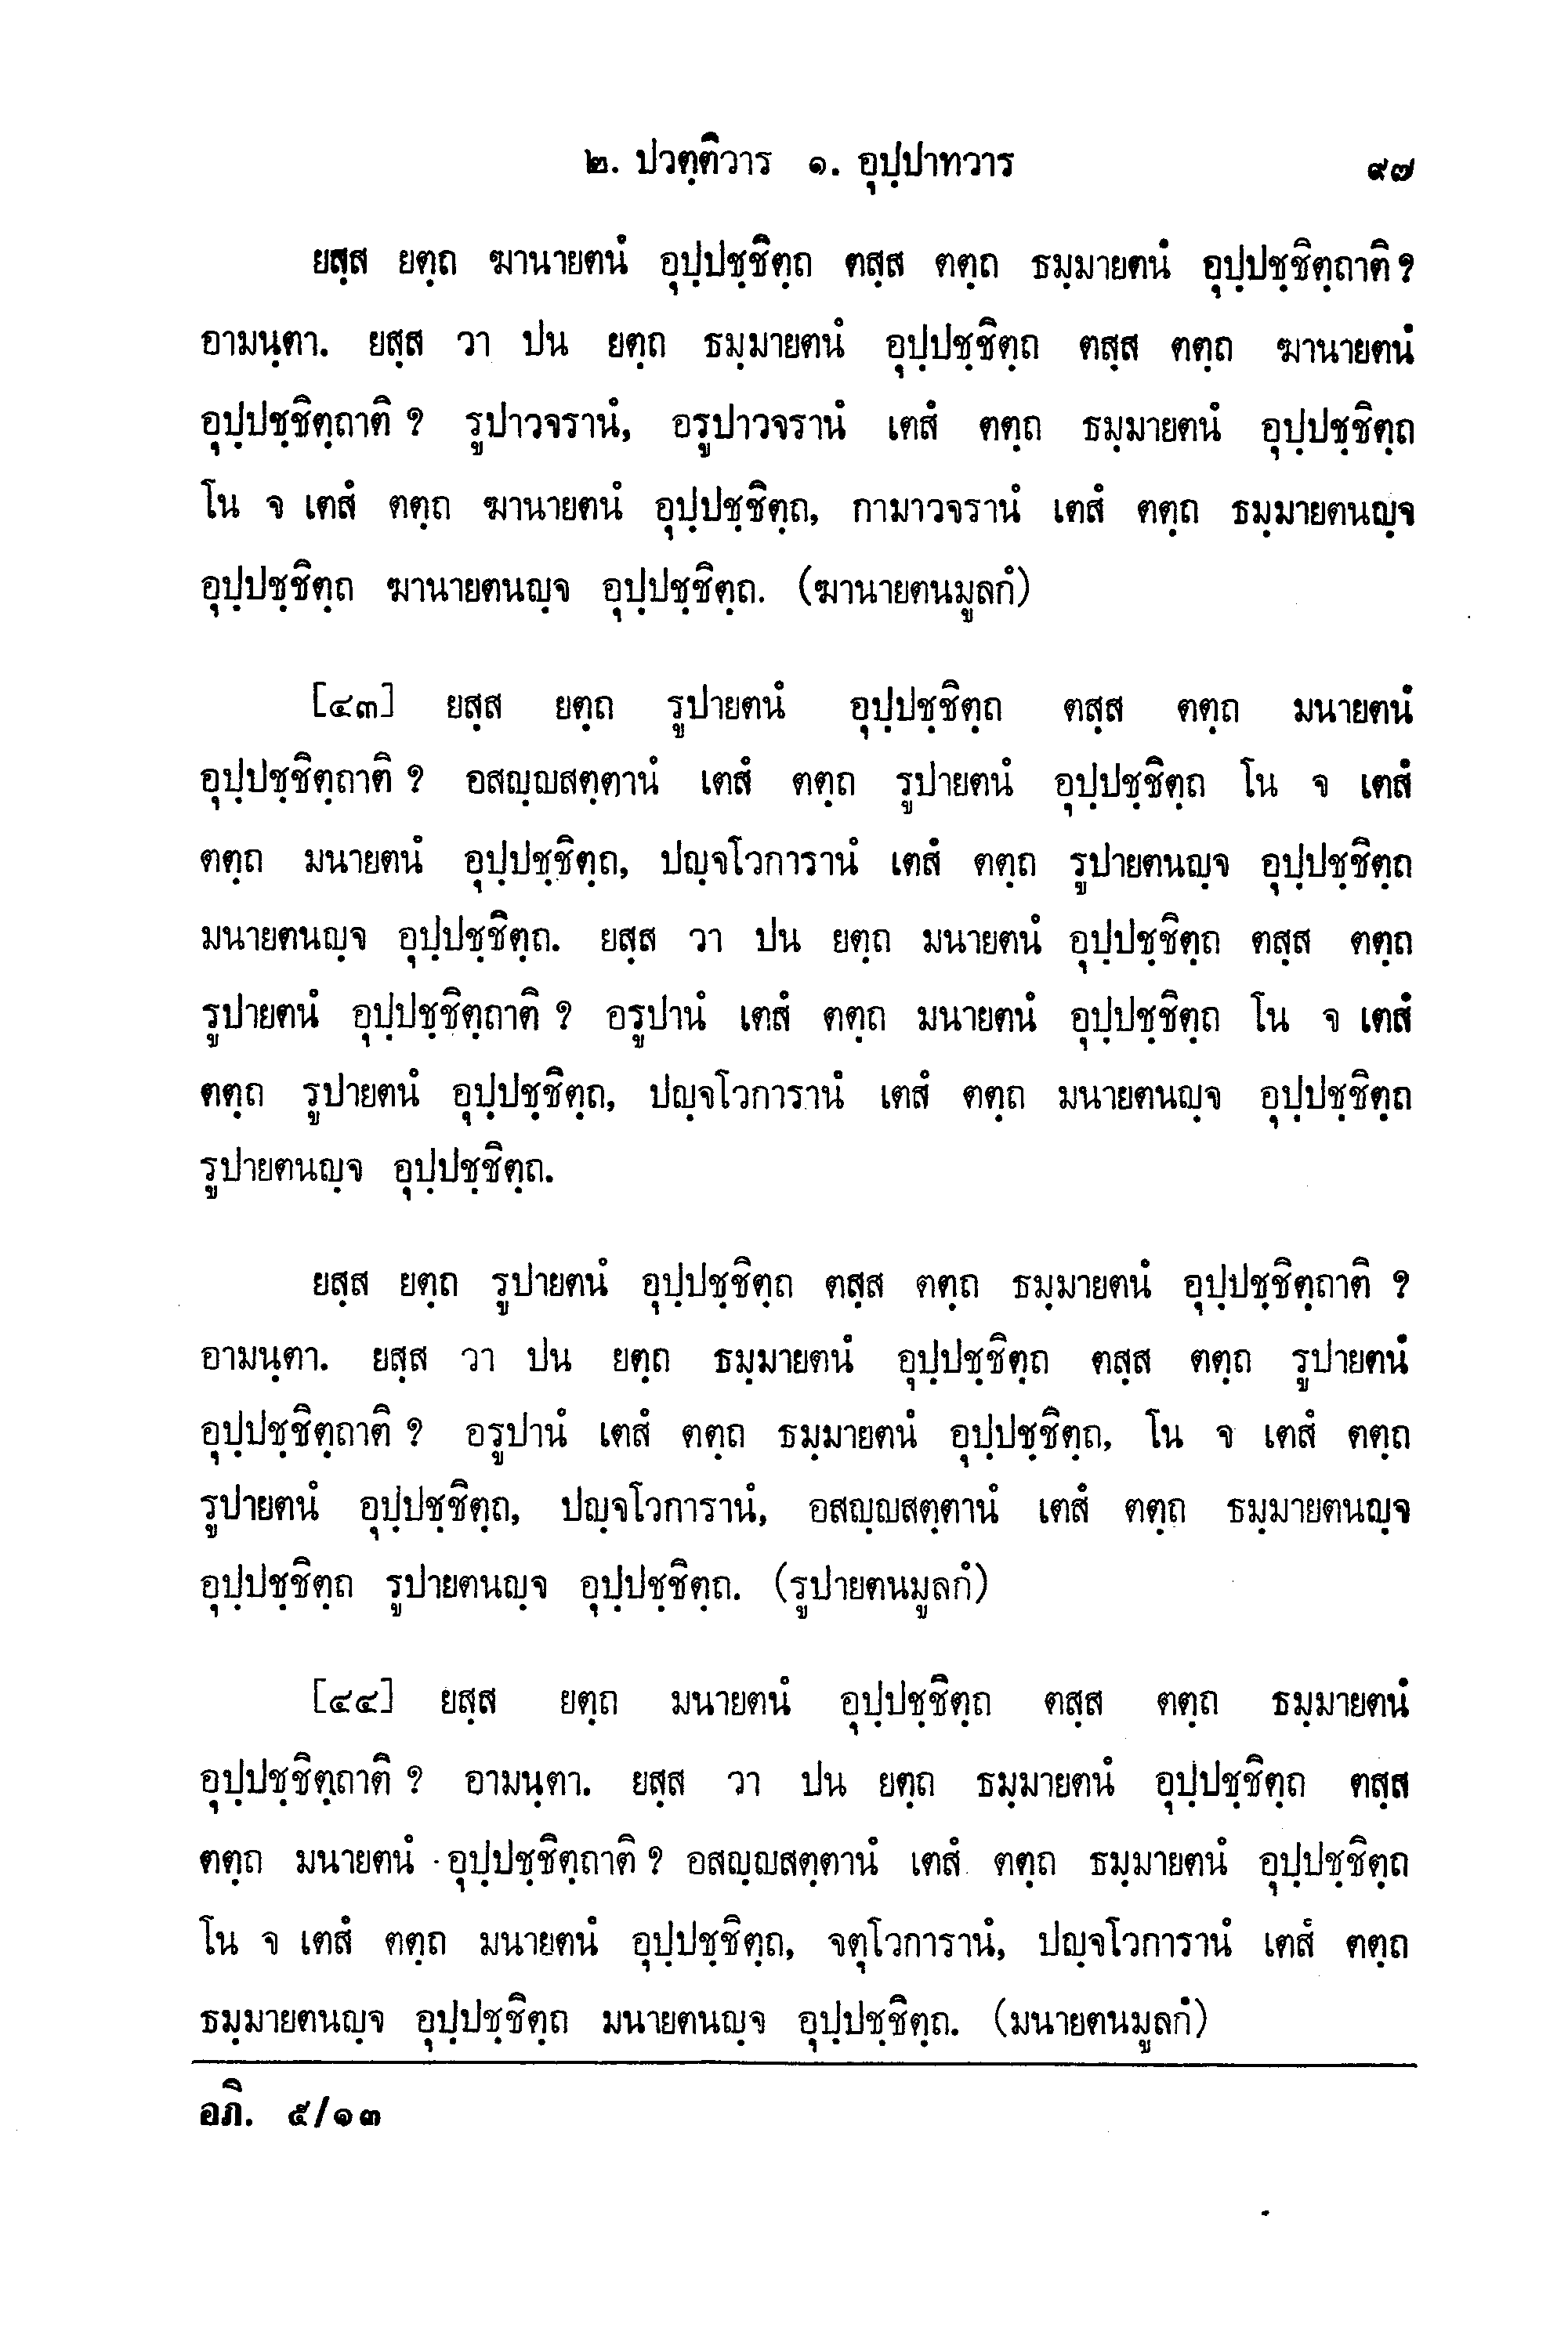 ๒. ปวตฺติวาร ๑. อุปฺปาทวาร ๙๗
ยสฺส ยตฺถ ฆานายตนํ อุปฺปชฺชิตฺถ ตสฺส ตตฺถ ธมฺมายตนํ อุปฺปชฺชิตฺถาติ ?
อามนฺตา. ยสฺส วา ปน ยตฺถ ธมฺมายตนํ อุปฺปชฺชิตฺถ ตสฺส ตตฺถ ฆานายตนํ
อุปฺปชฺชิตฺถาติ ? รูปาวจรานํ, อรูปาวจรานํ เตสํ ตตฺถ ธมฺมายตนํ อุปฺปชฺชิตฺถ
โน จ เตสํ ตตฺถ ฆานายตนํ อุปฺปชฺชิตฺถ, กามาวจรานํ เตสํ ตตฺถ ธมฺมายตนญฺจ
อุปฺปชฺชิตฺถ ฆานายตนญฺจ อุปฺปชฺชิตฺถ. (ฆานายตนมูลกํ)
[๔๓] ยสฺส ยตฺถ รูปายตนํ อุปฺปชฺชิตฺถ ตสฺส ตตฺถ มนายตนํ
อุปฺปชฺชิตฺถาติ ? อสญฺญสตฺตานํ เตสํ ตตฺถ รูปายตนํ อุปฺปชฺชิตฺถ โน จ เตสํ
ตตฺถ มนายตนํ อุปฺปชฺชิตฺถ, ปญฺจโวการานํ เตสํ ตตฺถ รูปายตนญฺจ อุปฺปชฺชิตฺถ
มนายตนญฺจ อุปฺปชฺชิตฺถ. ยสฺส วา ปน ยตฺถ มนายตนํ อุปฺปชฺชิตฺถ ตสฺส ตตฺถ
รูปายตนํ อุปฺปชฺชิตฺถาติ ? อรูปานํ เตสํ ตตฺถ มนายตนํ อุปฺปชฺชิตฺถ โน จ เตสํ
ตตฺถ รูปายตนํ อุปฺปชฺชิตฺถ, ปญฺจโวการานํ เตสํ ตตฺถ มนายตนญฺจ อุปฺปชฺชิตฺถ
รูปายตนญฺจ อุปฺปชฺชิตฺถ.
ยสฺส ยตฺถ รูปายตนํ อุปฺปชฺชิตฺถ ตสฺส ตตฺถ ธมฺมายตนํ อุปฺปชฺชิตฺถาติ ?
อามนฺตา. ยสฺส วา ปน ยตฺถ ธมฺมายตนํ อุปฺปชฺชิตฺถ ตสฺส ตตฺถ รูปายตนํ
อุปฺปชฺชิตฺถาติ ? อรูปานํ เตสํ ตตฺถ ธมฺมายตนํ อุปฺปชฺชิตฺถ, โน จ เตสํ ตตฺถ
รูปายตนํ อุปฺปชฺชิตฺถ, ปญฺจโวการานํ, อสญฺญสตฺตานํ เตสํ ตตฺถ ธมฺมายตนญฺจ
อุปฺปชฺชิตฺถ รูปายตนญฺจ อุปฺปชฺชิตฺถ. (รูปายตนมูลกํ)
[๔๔] ยสฺส ยตฺถ มนายตนํ อุปฺปชฺชิตฺถ ตสฺส ตตฺถ ธมฺมายตนํ
อุปฺปชฺชิตฺถาติ ? อามนฺตา. ยสฺส วา ปน ยตฺถ ธมฺมายตนํ อุปฺปชฺชิตฺถ ตสฺส
ตตฺถ มนายตนํ อุปฺปชฺชิตฺถาติ ? อสญฺญสตฺตานํ เตสํ ตตฺถ ธมฺมายตนํ อุปฺปชฺชิตฺถ
โน จ เตสํ ตตฺถ มนายตนํ อุปฺปชฺชิตฺถ, จตุโวการานํ, ปญฺจโวการานํ เตสํ ตตฺถ
ธมฺมายตนญฺจ อุปฺปชฺชิตฺถ มนายตนญฺจ อุปฺปชฺชิตฺถ. (มนายตนมูลกํ)
อภิ. ๕/๑๓